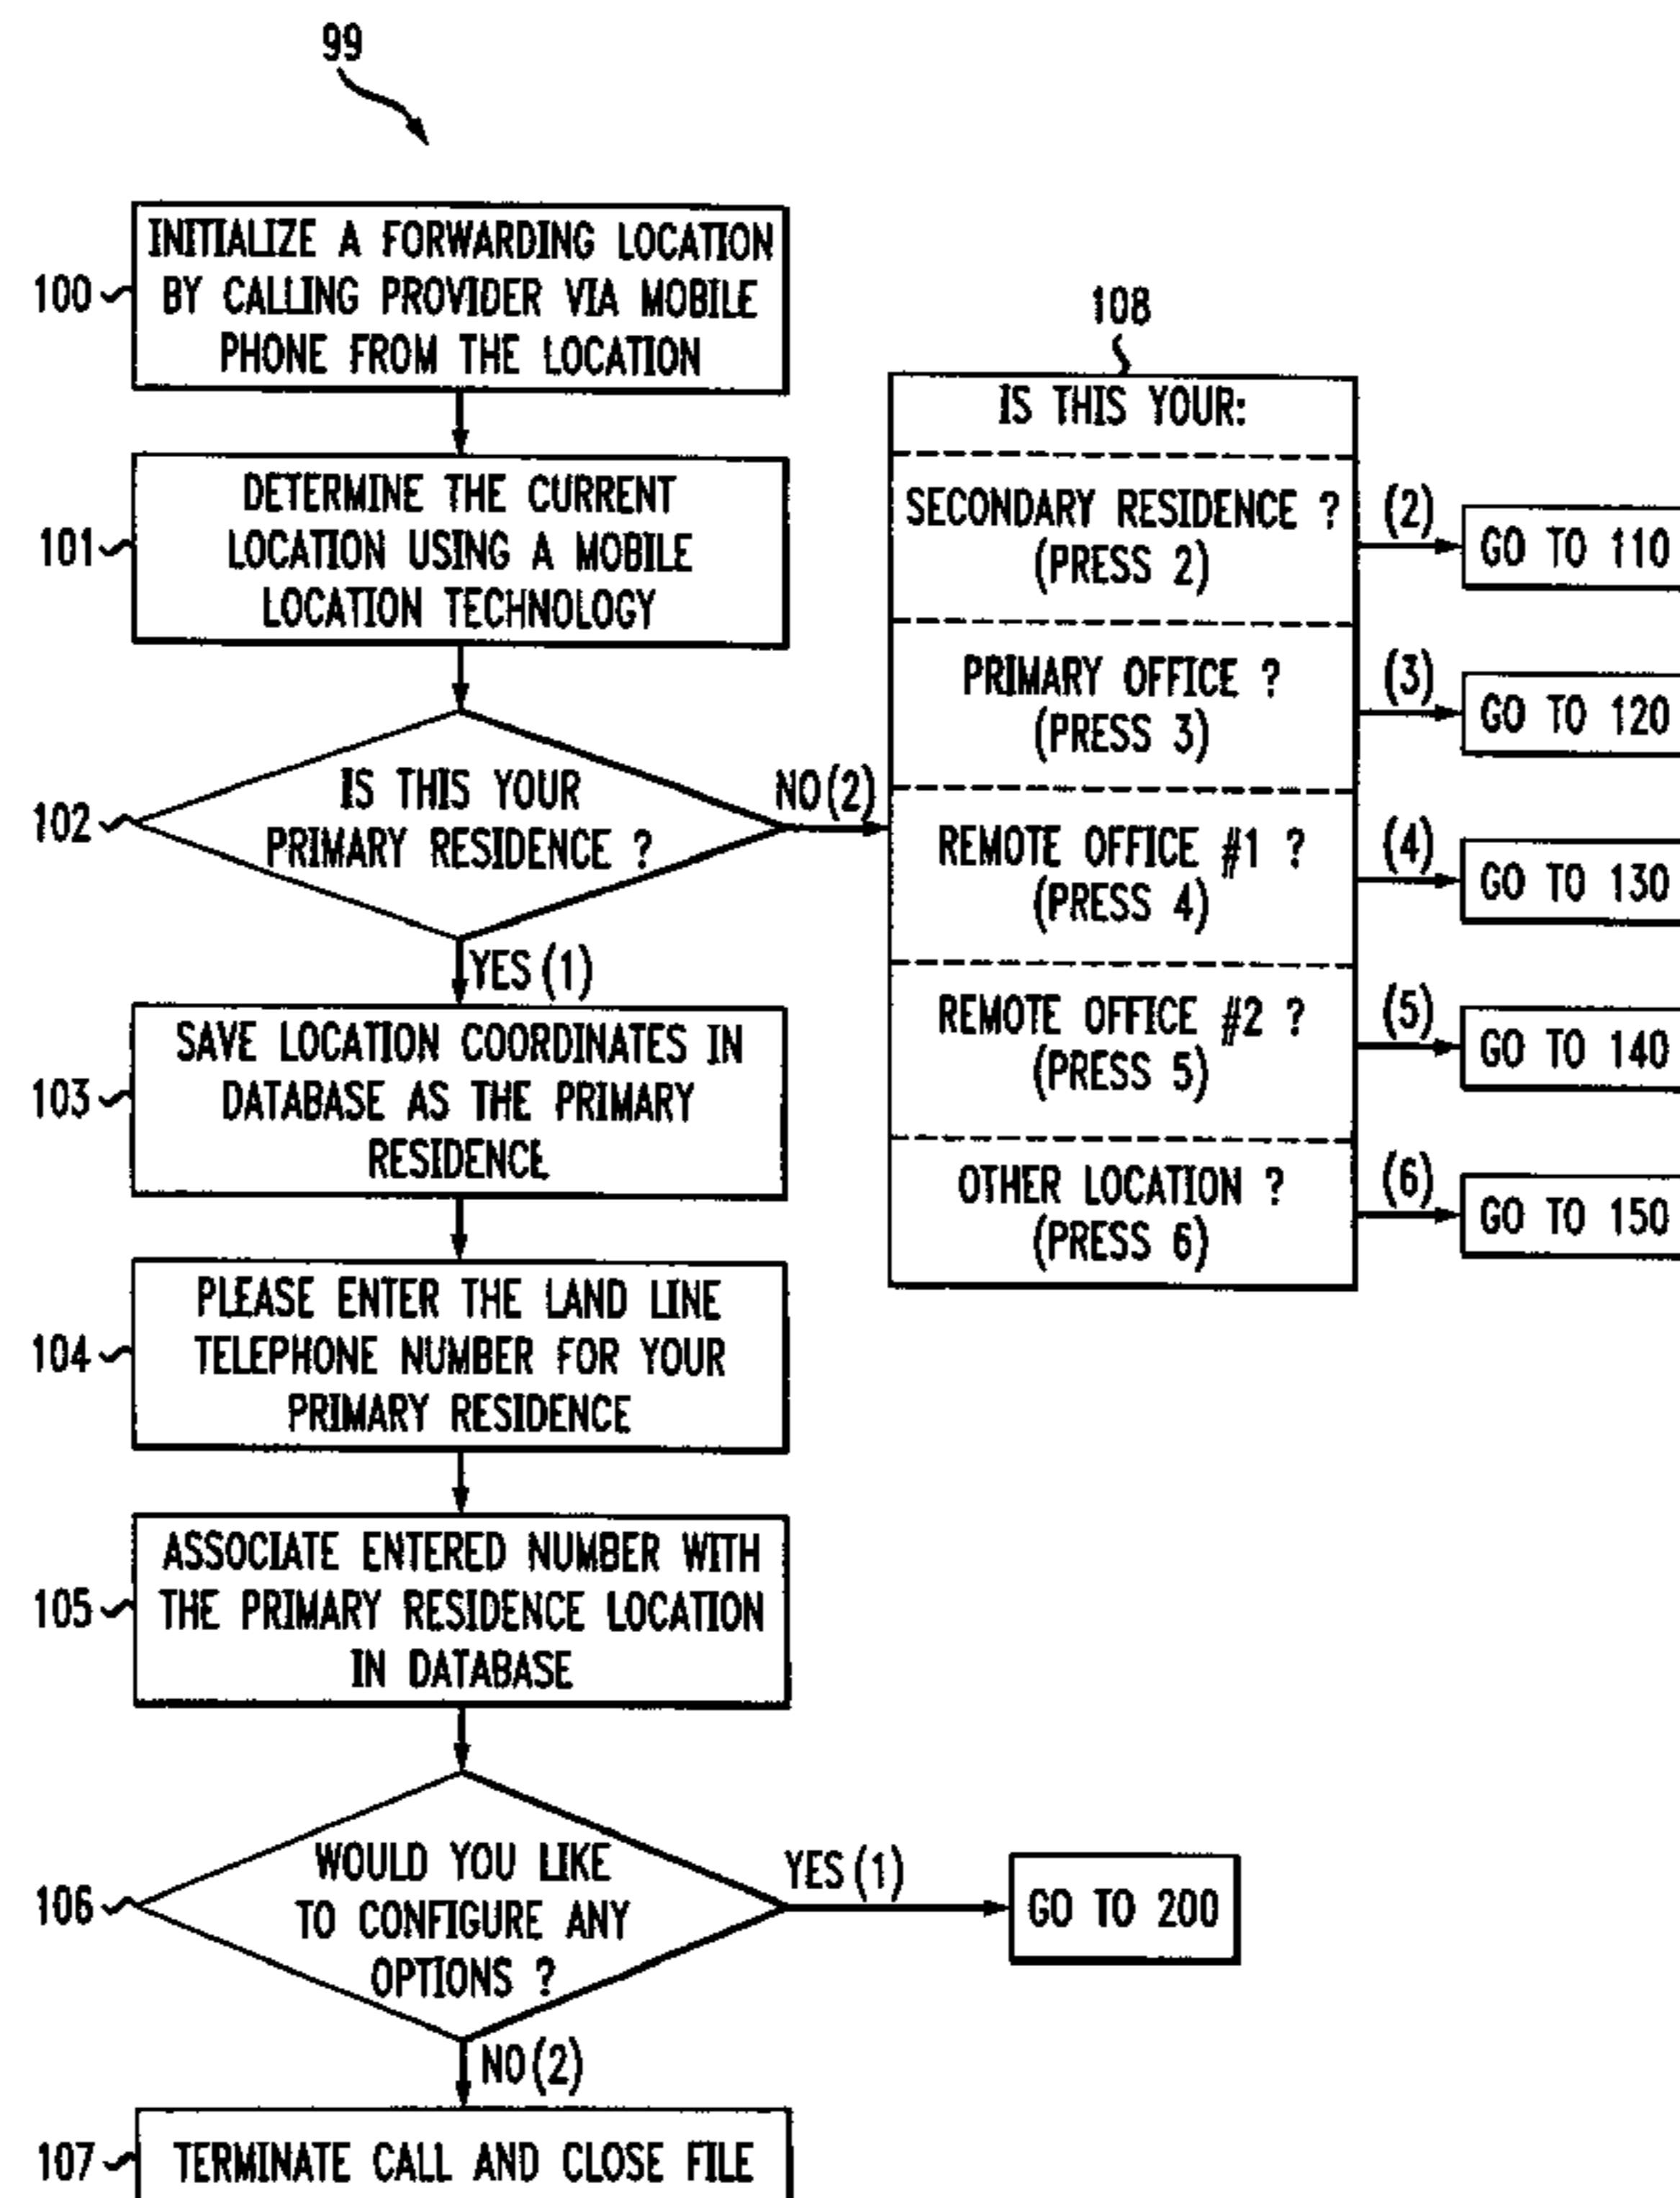 99
100
INITIALIZE A FORWARDING LOCATION
BY CALLING PROVIDER VIA MOBILE
PHONE FROM THE LOCATION
101
DETERMINE THE CURRENT
LOCATION USING A MOBILE
LOCATION TECHNOLOGY
102
IS THIS YOUR
PRIMARY RESIDENCE ?
NO(2)
YES(1)
103
SAVE LOCATION COORDINATES IN
DATABASE AS THE PRIMARY
RESIDENCE
104
PLEASE ENTER THE LAND LINE
TELEPHONE NUMBER FOR YOUR
PRIMARY RESIDENCE
105
ASSOCIATE ENTERED NUMBER WITH
THE PRIMARY RESIDENCE LOCATION
IN DATABASE
106
WOULD YOU LIKE
TO CONFIGURE ANY
OPTIONS ?
YES(1)
GO TO 200
NO(2)
107
TERMINATE CALL AND CLOSE FILE
108
IS THIS YOUR:
SECONDARY RESIDENCE ?
(PRESS 2)
(2)
GO TO 110
PRIMARY OFFICE ?
(PRESS 3)
(3)
GO TO 120
REMOTE OFFICE #1 ?
(PRESS 4)
(4)
GO TO 130
REMOTE OFFICE #2 ?
(PRESS 5)
(5)
GO TO 140
OTHER LOCATION ?
(PRESS 6)
(6)
GO TO 150